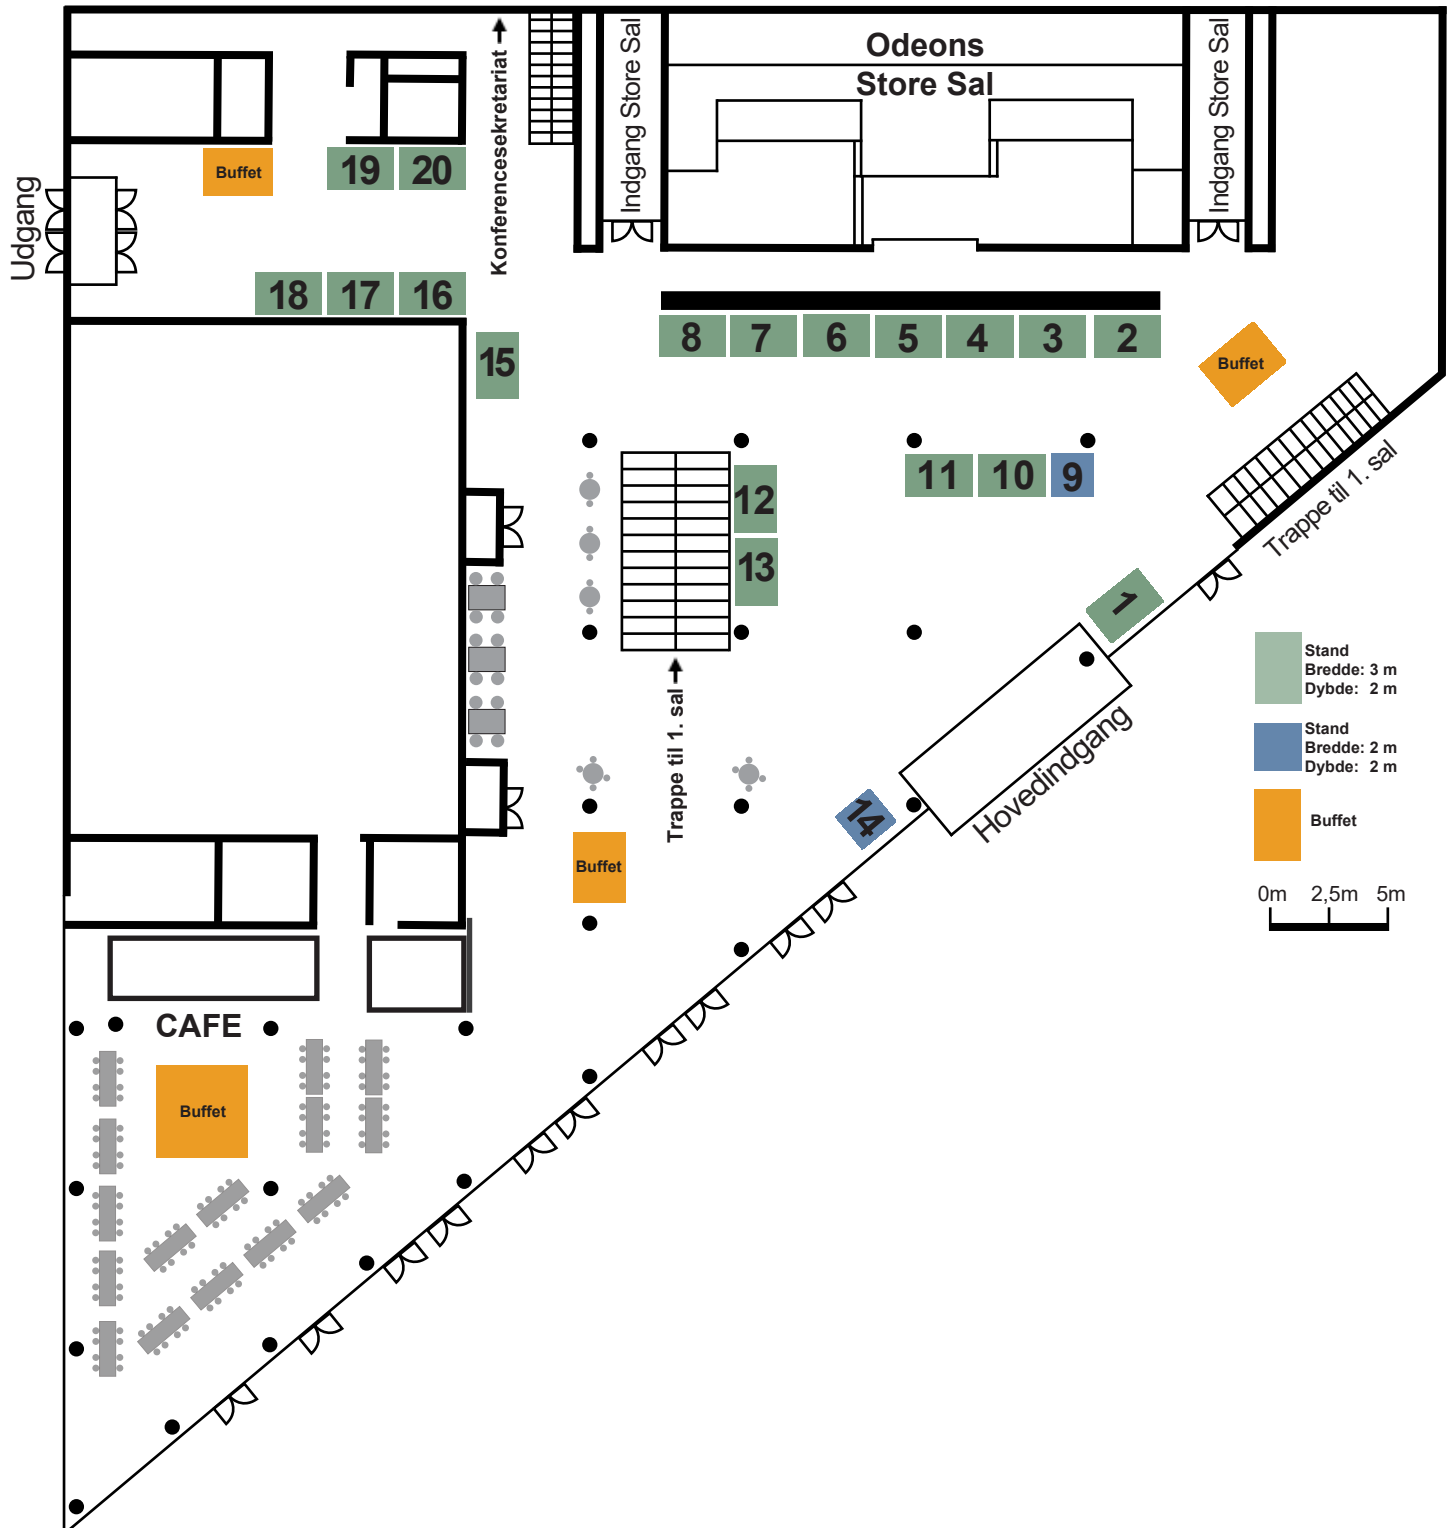 Odeons
Store Sal
Indgang Store Sal
Indgang Store Sal
Konferencesekretariat
Udgang
Buffet
19
20
18
17
16
15
8
7
6
5
4
3
2
Buffet
Trappe til 1. sal
11
10
9
12
13
1
Hovedindgang
14
Trappe til 1. sal
Buffet
CAFE
Buffet
Stand
Bredde: 3 m
Dybde: 2 m
Stand
Bredde: 2 m
Dybde: 2 m
Buffet
0m 2,5m 5m